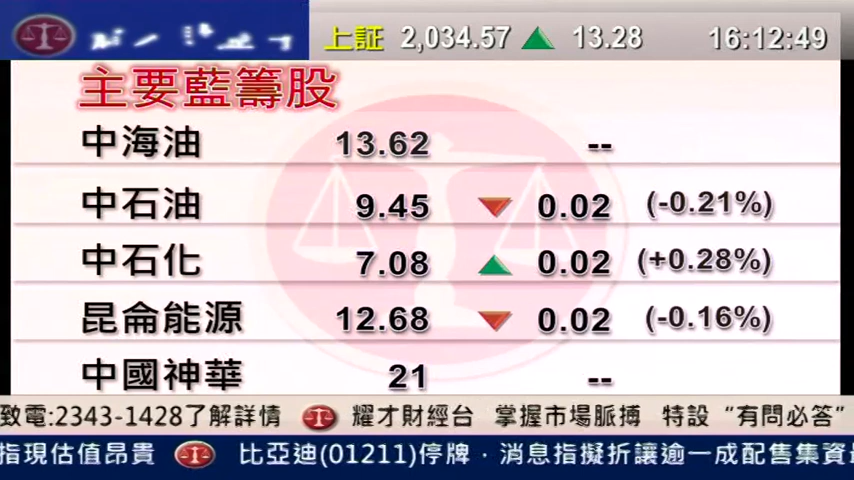 上証 2,034.57 ▲ 13.28 16:12:49
主要藍籌股
中海油 13.62 --
中石油 9.45 ▼ 0.02 (-0.21%)
中石化 7.08 ▲ 0.02 (+0.28%)
昆侖能源 12.68 ▼ 0.02 (-0.16%)
中國神華 21 --
致電:2343-1428了解詳情 耀才財經台 掌握市場脈搏 特設“有問必答”
指現估值昂貴 比亞迪(01211)停牌．消息指擬折讓逾一成配售集資